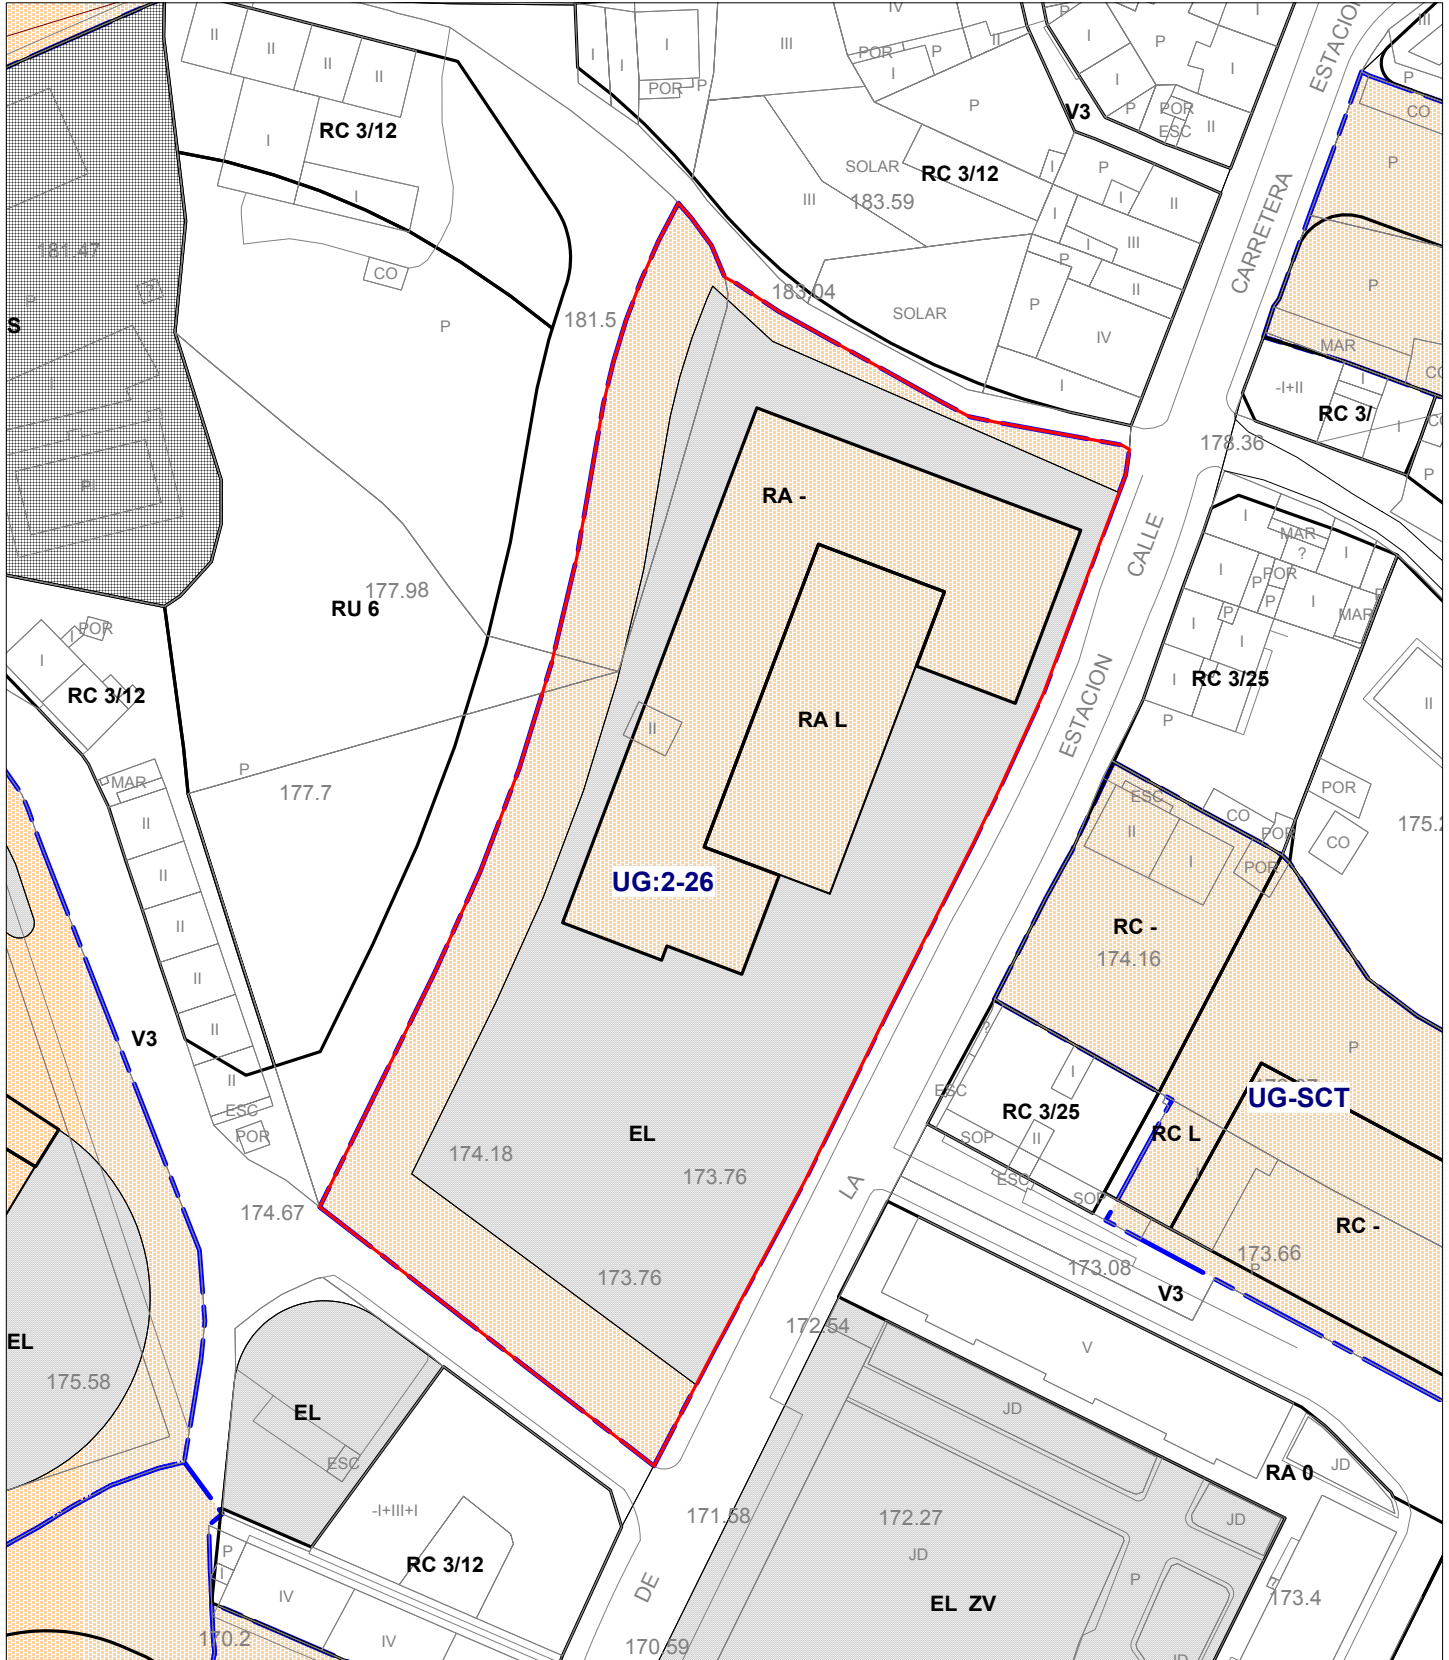 II
II
II
II
I
RC 3/12
I
CO
I
I
I
POR
P
III
IV
POR
P
II
I
P
V3
I
P
I
I
P
POR
ESC
II
ESTACION
III
P
CO
P
SOLAR
183.59
III
RC 3/12
I
P
I
II
I
III
I
P
II
P
IV
I
CARRETERA
181.47
P
S
I
P
P
181.5
183.04
SOLAR
P
MAR
CO
-I+II
I
RC 3/
I
178.36
P
RA -
CALLE
I
MAR
?
I
I
P
POR
P
I
I
P
I
MAR
177.98
RU 6
RC 3/25
I
I
P
II
POR
I
I
RC 3/12
ESTACION
RA L
II
P
177.7
MAR
II
II
II
II
II
II
ESC
POR
UG:2-26
POR
CO
CO
POR
POR
175.2
ESC
II
I
RC -
174.16
V3
P
UG-SCT
RC 3/25
I
II
ESC
SOP
ESC
SOP
RC L
I
RC -
173.66
P
173.08
V3
EL
174.18
173.76
LA
174.67
173.76
172.54
V
EL
175.58
EL
ESC
JD
JD
RA 0
-I+III+I
RC 3/12
171.58
172.27
JD
JD
P
EL ZV
173.4
P
I
IV
IV
170.2
DE
170.59
JD